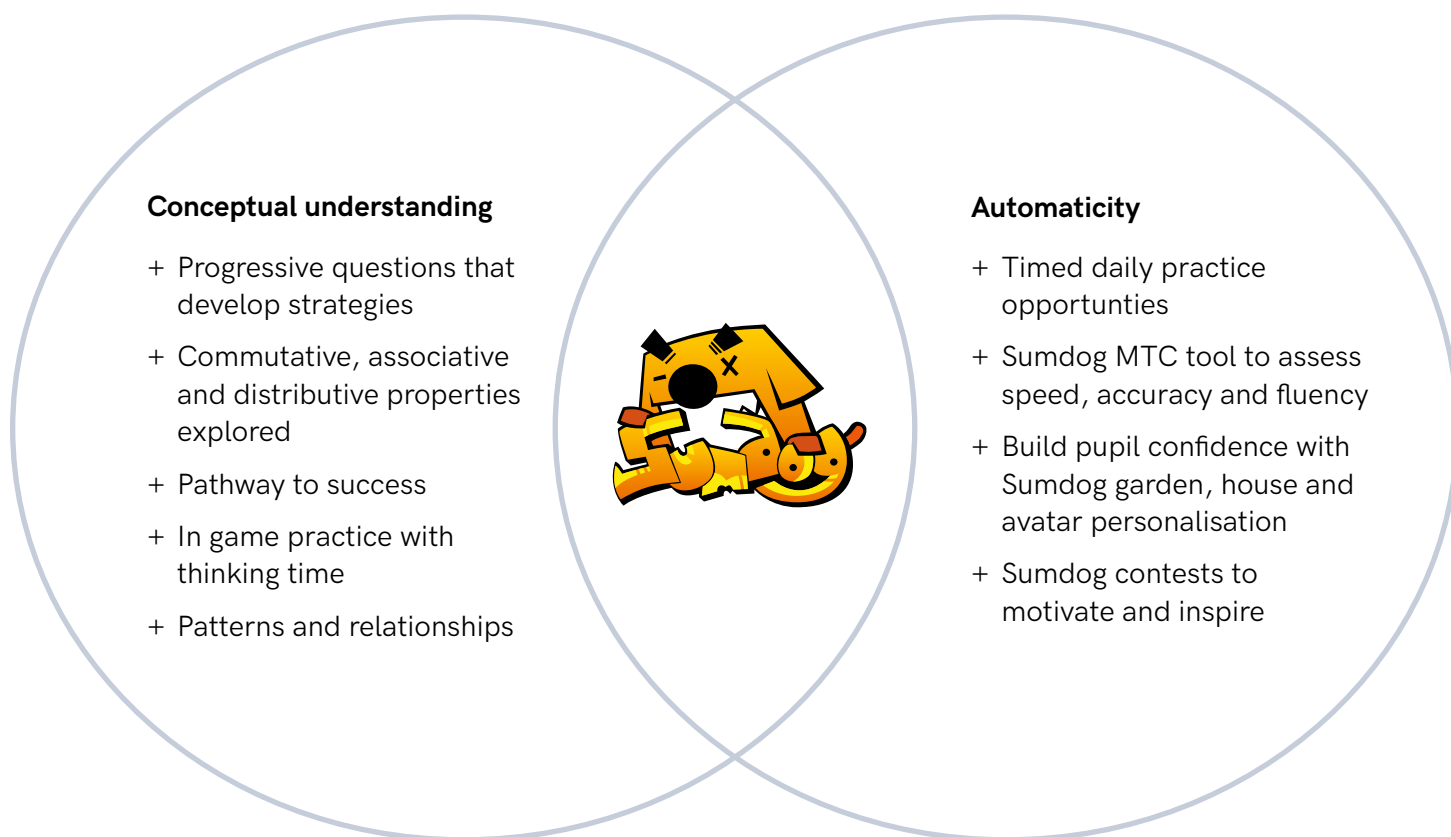 Conceptual understanding
+ Progressive questions that
develop strategies
+ Commutative, associative
and distributive properties
explored
+ Pathway to success
+ In game practice with
thinking time
+ Patterns and relationships
Automaticity
+ Timed daily practice
opportunties
+ Sumdog MTC tool to assess
speed, accuracy and fluency
+ Build pupil confidence with
Sumdog garden, house and
avatar personalisation
+ Sumdog contests to
motivate and inspire